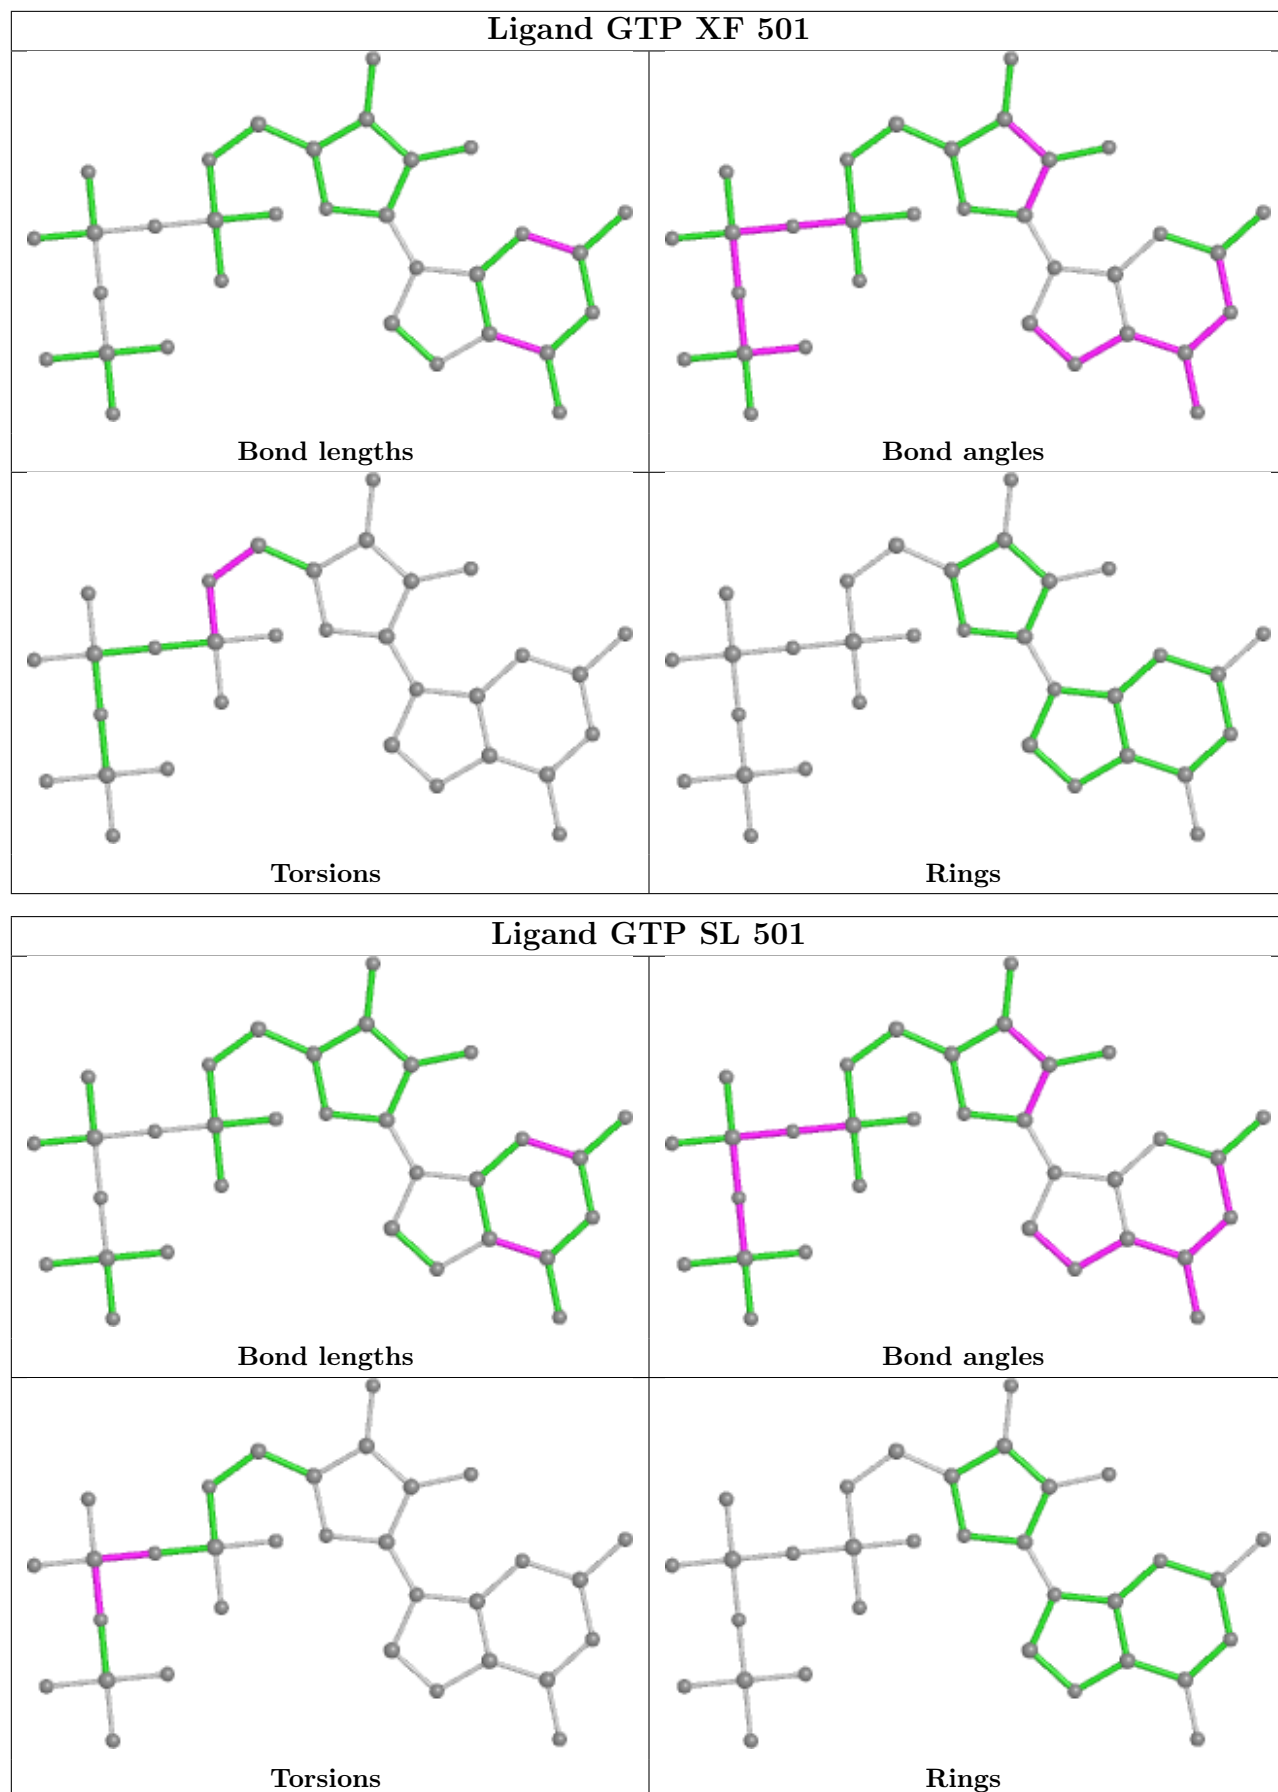 Ligand GTP XF 501
Bond lengths
Bond angles
Torsions
Rings
Ligand GTP SL 501
Bond lengths
Bond angles
Torsions
Rings